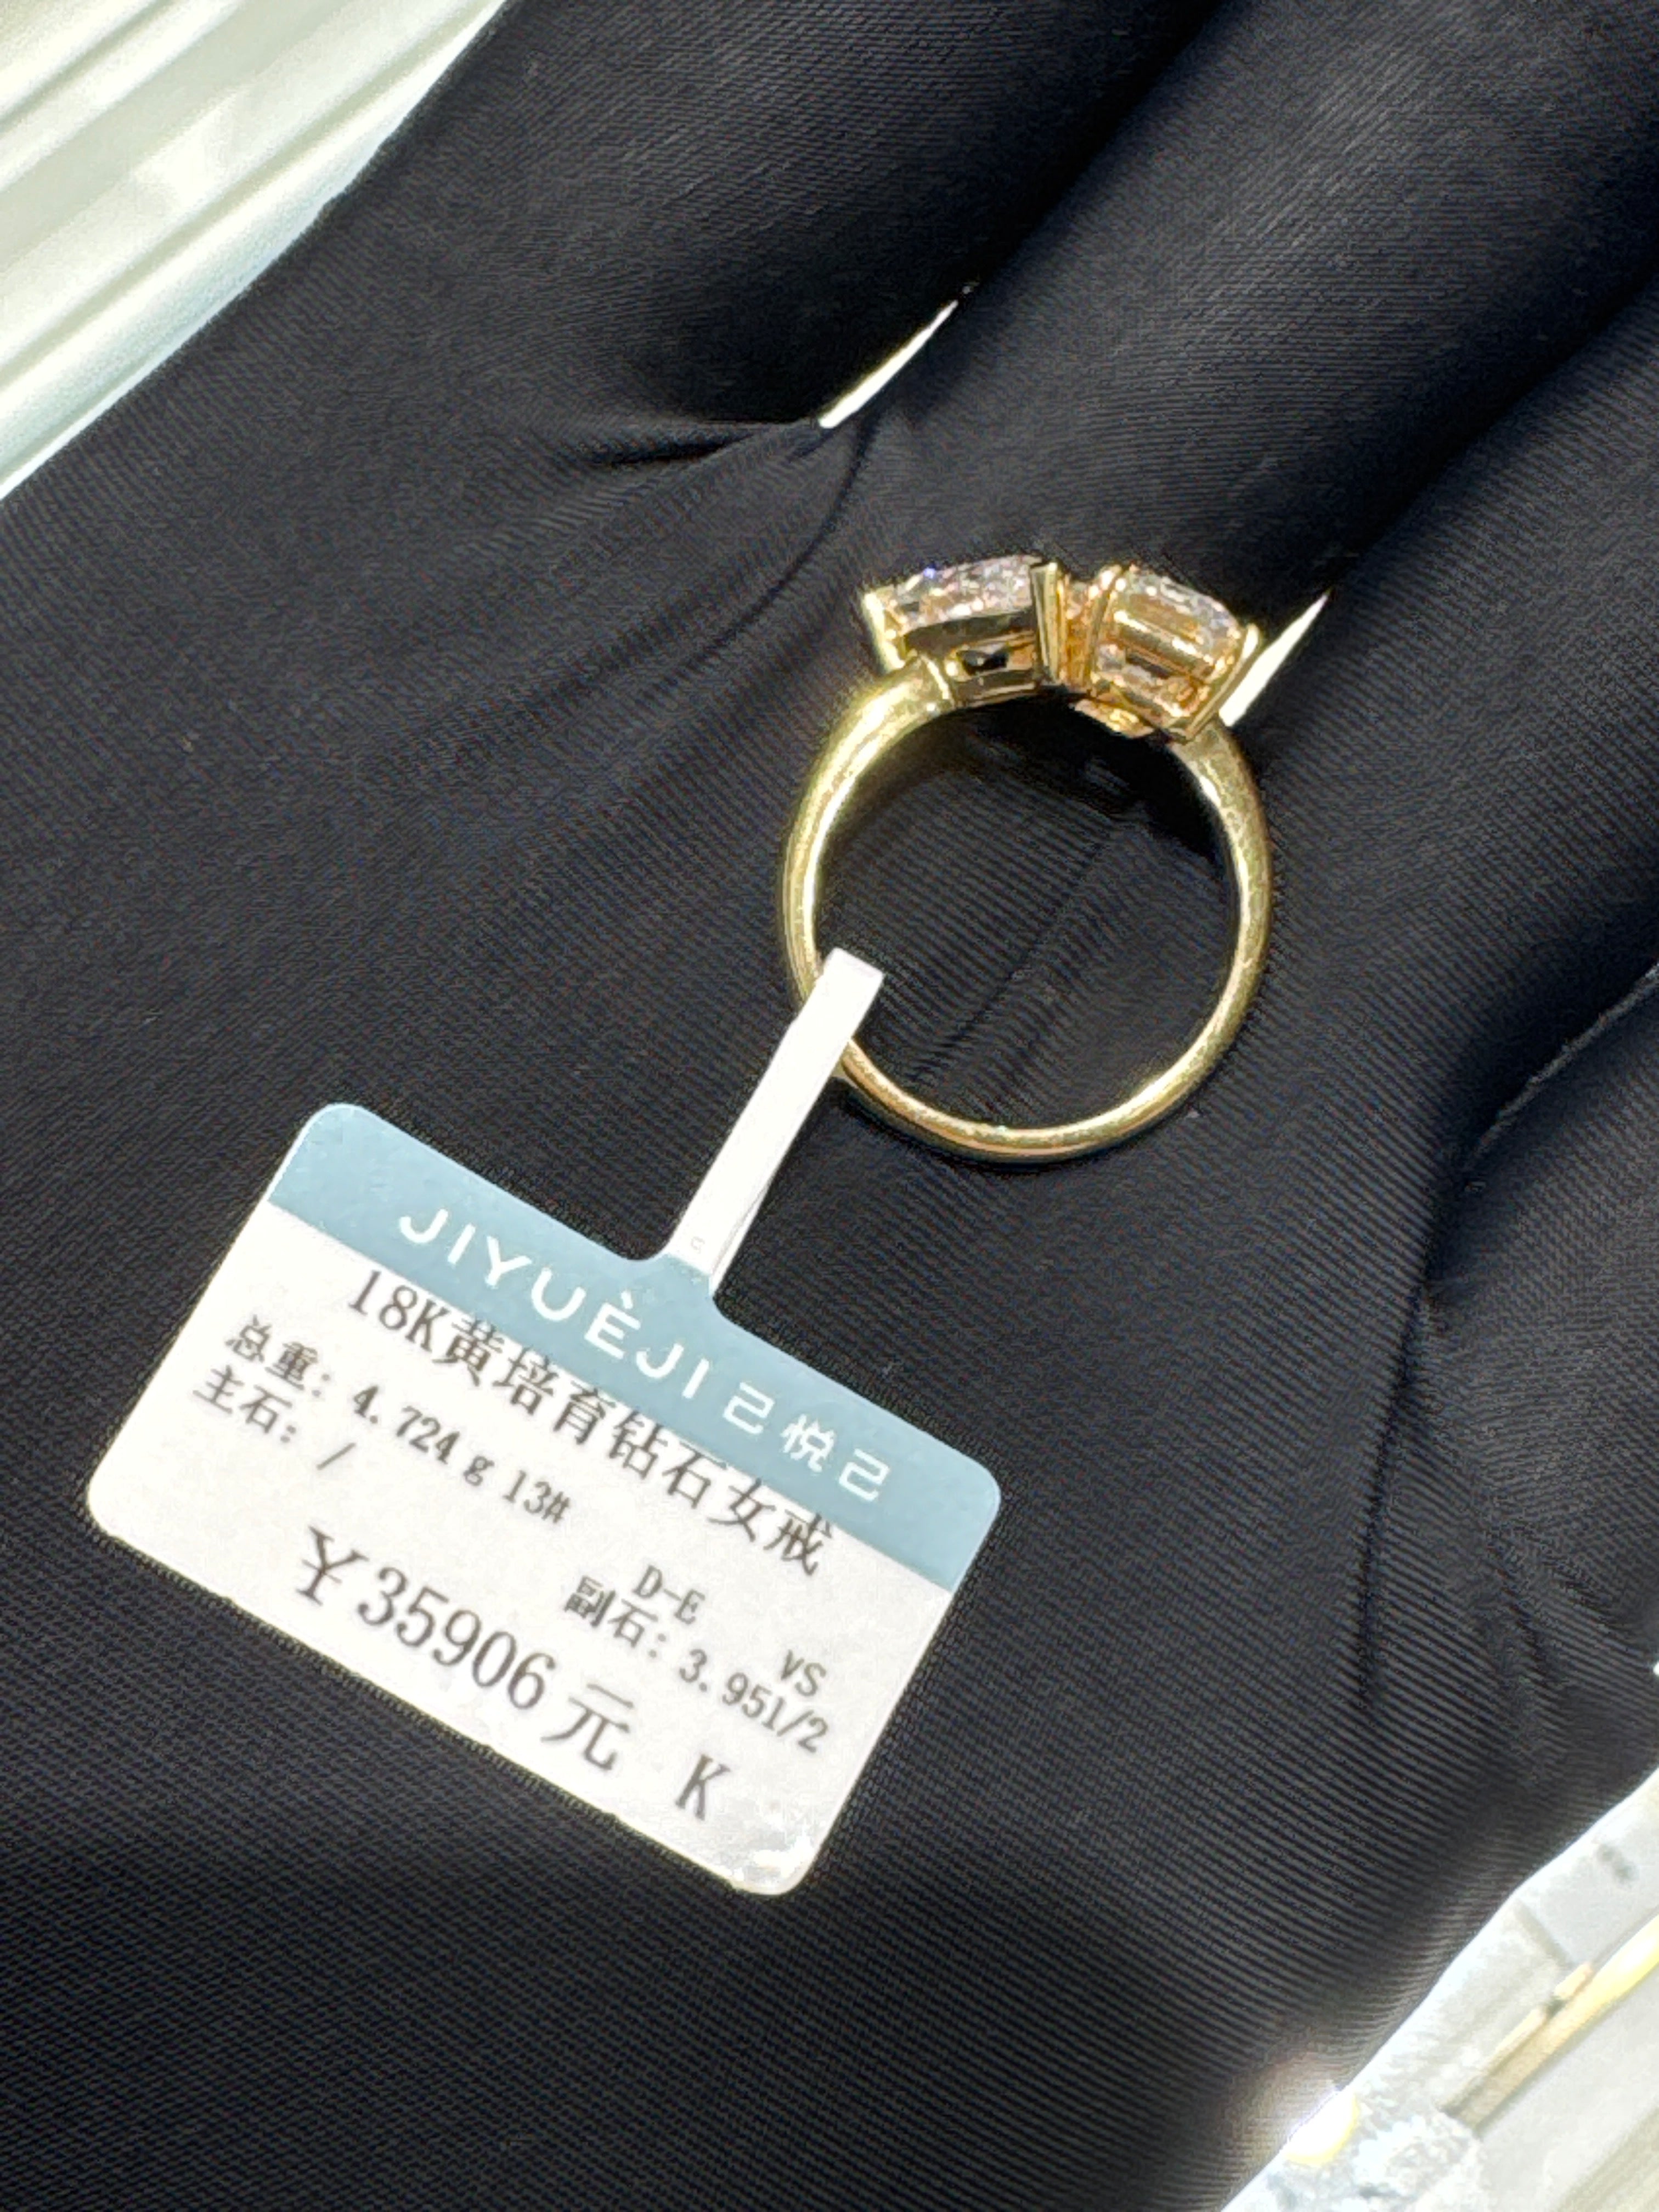 JIYUÈJI 己悦己
18K黄培育钻石女戒
总重: 4.724g 13#
主石: /
D-E VS
副石: 3.951/2
￥35906元 K